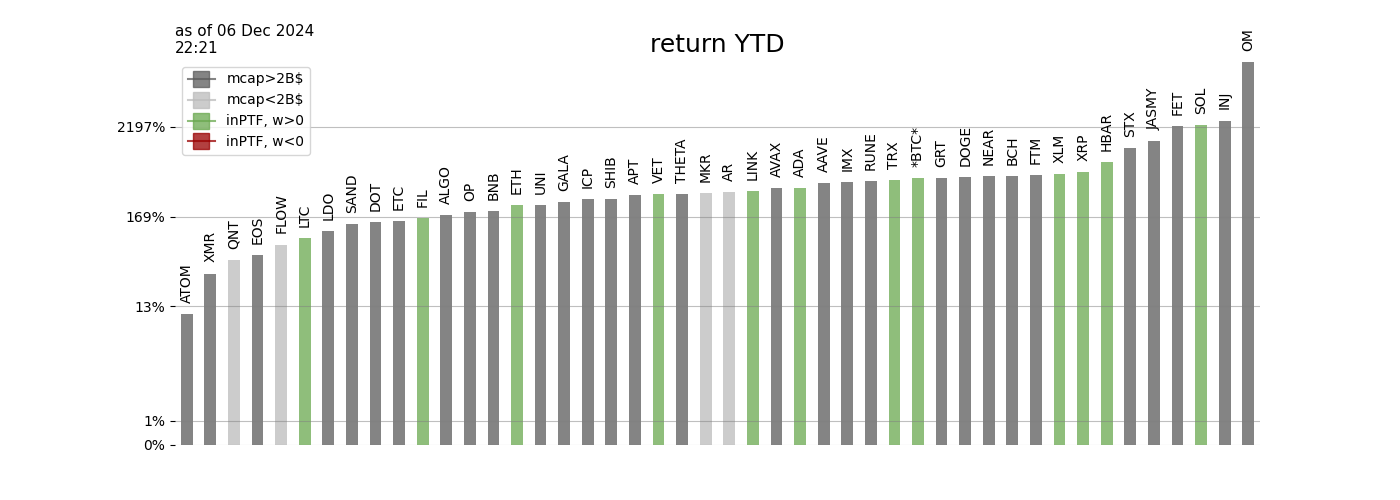 as of 06 Dec 2024
22:21
return YTD
mcap>2B$
mcap<2B$
inPTF, w>0
inPTF, w<0
2197%
169%
13%
1%
0%
ATOM
XMR
QNT
EOS
FLOW
LTC
LDO
SAND
DOT
ETC
FIL
ALGO
OP
BNB
ETH
UNI
GALA
ICP
SHIB
APT
VET
THETA
MKR
AR
LINK
AVAX
ADA
AAVE
IMX
RUNE
TRX
*BTC*
GRT
DOGE
NEAR
BCH
FTM
XLM
XRP
HBAR
STX
JASMY
FET
SOL
INJ
OM